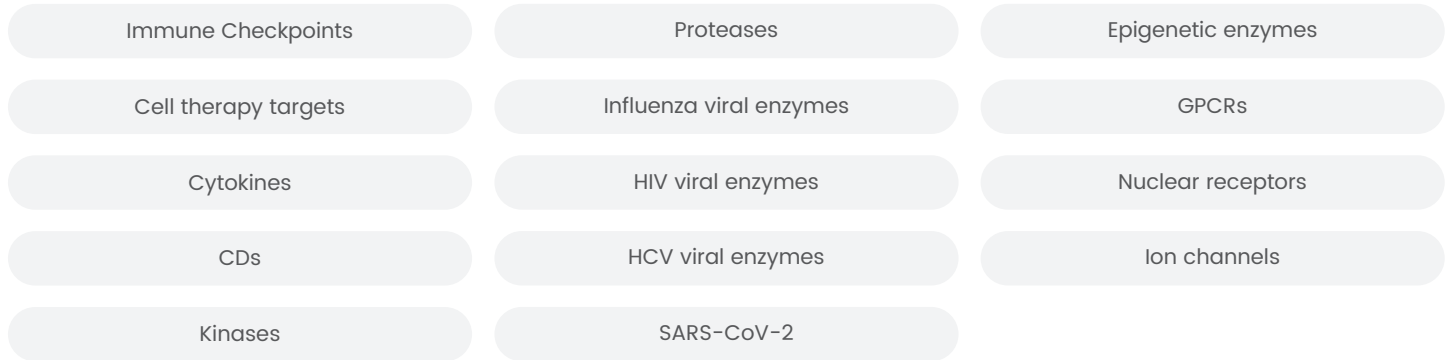 Immune Checkpoints
Proteases
Epigenetic enzymes
Cell therapy targets
Influenza viral enzymes
GPCRs
Cytokines
HIV viral enzymes
Nuclear receptors
CDs
HCV viral enzymes
Ion channels
Kinases
SARS-CoV-2